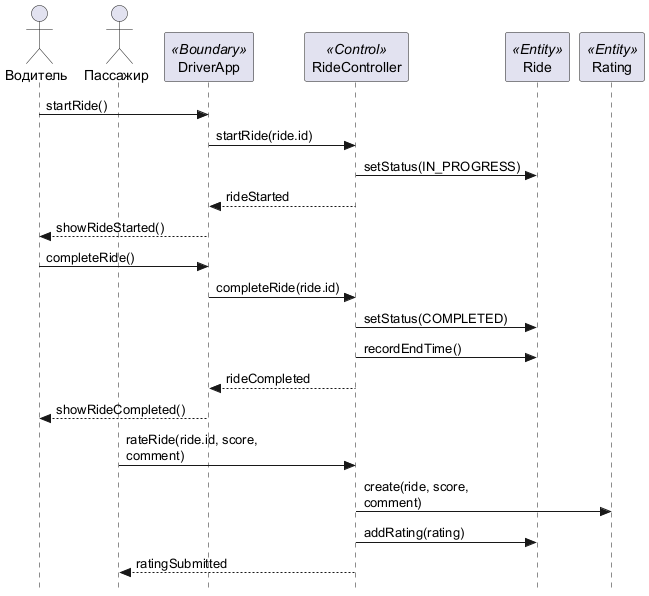 Водитель
Пассажир
«Boundary»
DriverApp
«Control»
RideController
«Entity»
Ride
«Entity»
Rating
startRide()
startRide(ride.id)
setStatus(IN_PROGRESS)
rideStarted
showRideStarted()
completeRide()
completeRide(ride.id)
setStatus(COMPLETED)
recordEndTime()
rideCompleted
showRideCompleted()
rateRide(ride.id, score,
comment)
create(ride, score,
comment)
addRating(rating)
ratingSubmitted